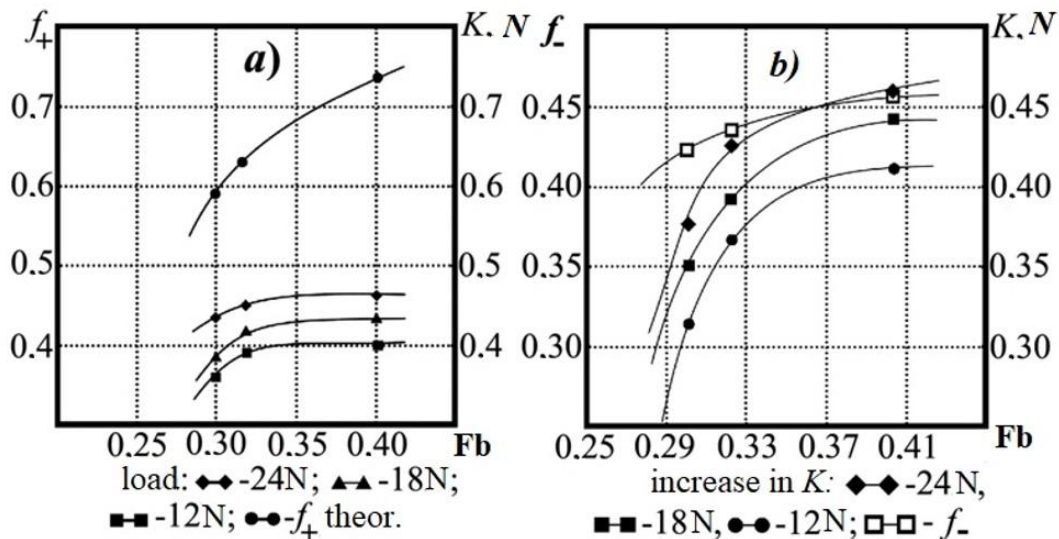 f₊ a) K, N f₋ b) K, N
0.7 0.7 0.45 0.45
0.6 0.6 0.40 0.40
0.5 0.5 0.35 0.35
0.4 0.4 0.30 0.30
0.25 0.30 0.35 0.40 Fb 0.25 0.29 0.33 0.37 0.41 Fb
load: -24N; -18N;
-12N; -f₊ theor.
increase in K: -24N,
-18N, -12N; - f₋